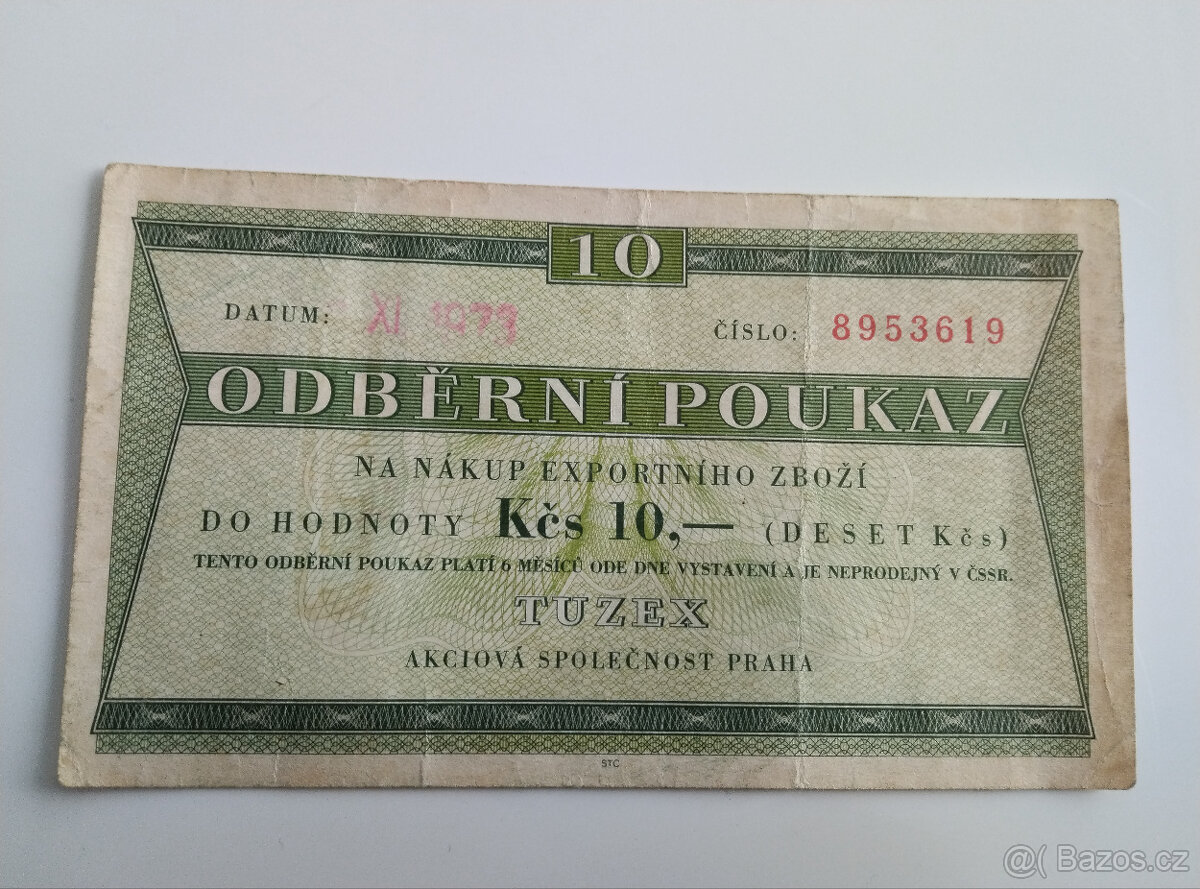 10
DATUM: XI 1973
ČÍSLO: 8953619
ODBĚRNÍ POUKAZ
NA NÁKUP EXPORTNÍHO ZBOŽÍ
DO HODNOTY Kčs 10,— (DESET Kčs)
TENTO ODBĚRNÍ POUKAZ PLATÍ 6 MĚSÍCŮ ODE DNE VYSTAVENÍ A JE NEPRODEJNÝ V ČSSR.
TUZEX
AKCIOVÁ SPOLEČNOST PRAHA
STC
@( Bazos.cz